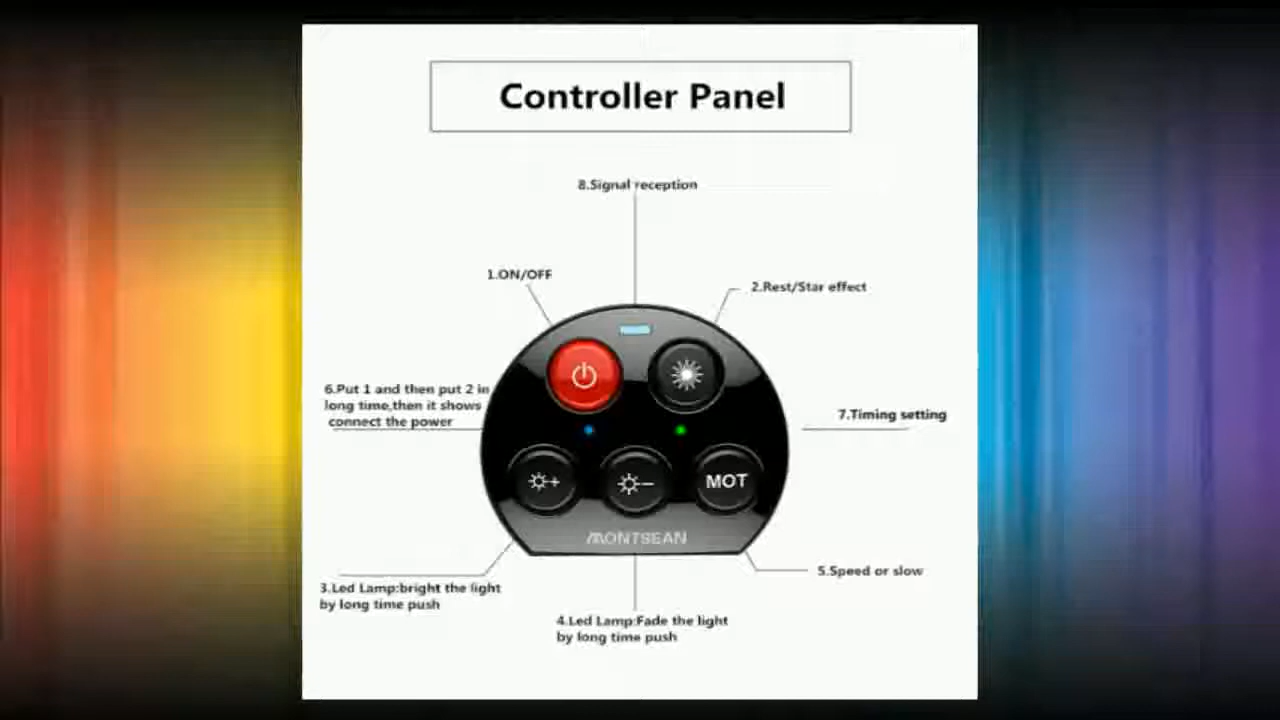 Controller Panel
8.Signal reception
1.ON/OFF
2.Rest/Star effect
6.Put 1 and then put 2 in
long time,then it shows
connect the power
7.Timing setting
MOT
MONTSEAN
5.Speed or slow
3.Led Lamp:bright the light
by long time push
4.Led Lamp:Fade the light
by long time push